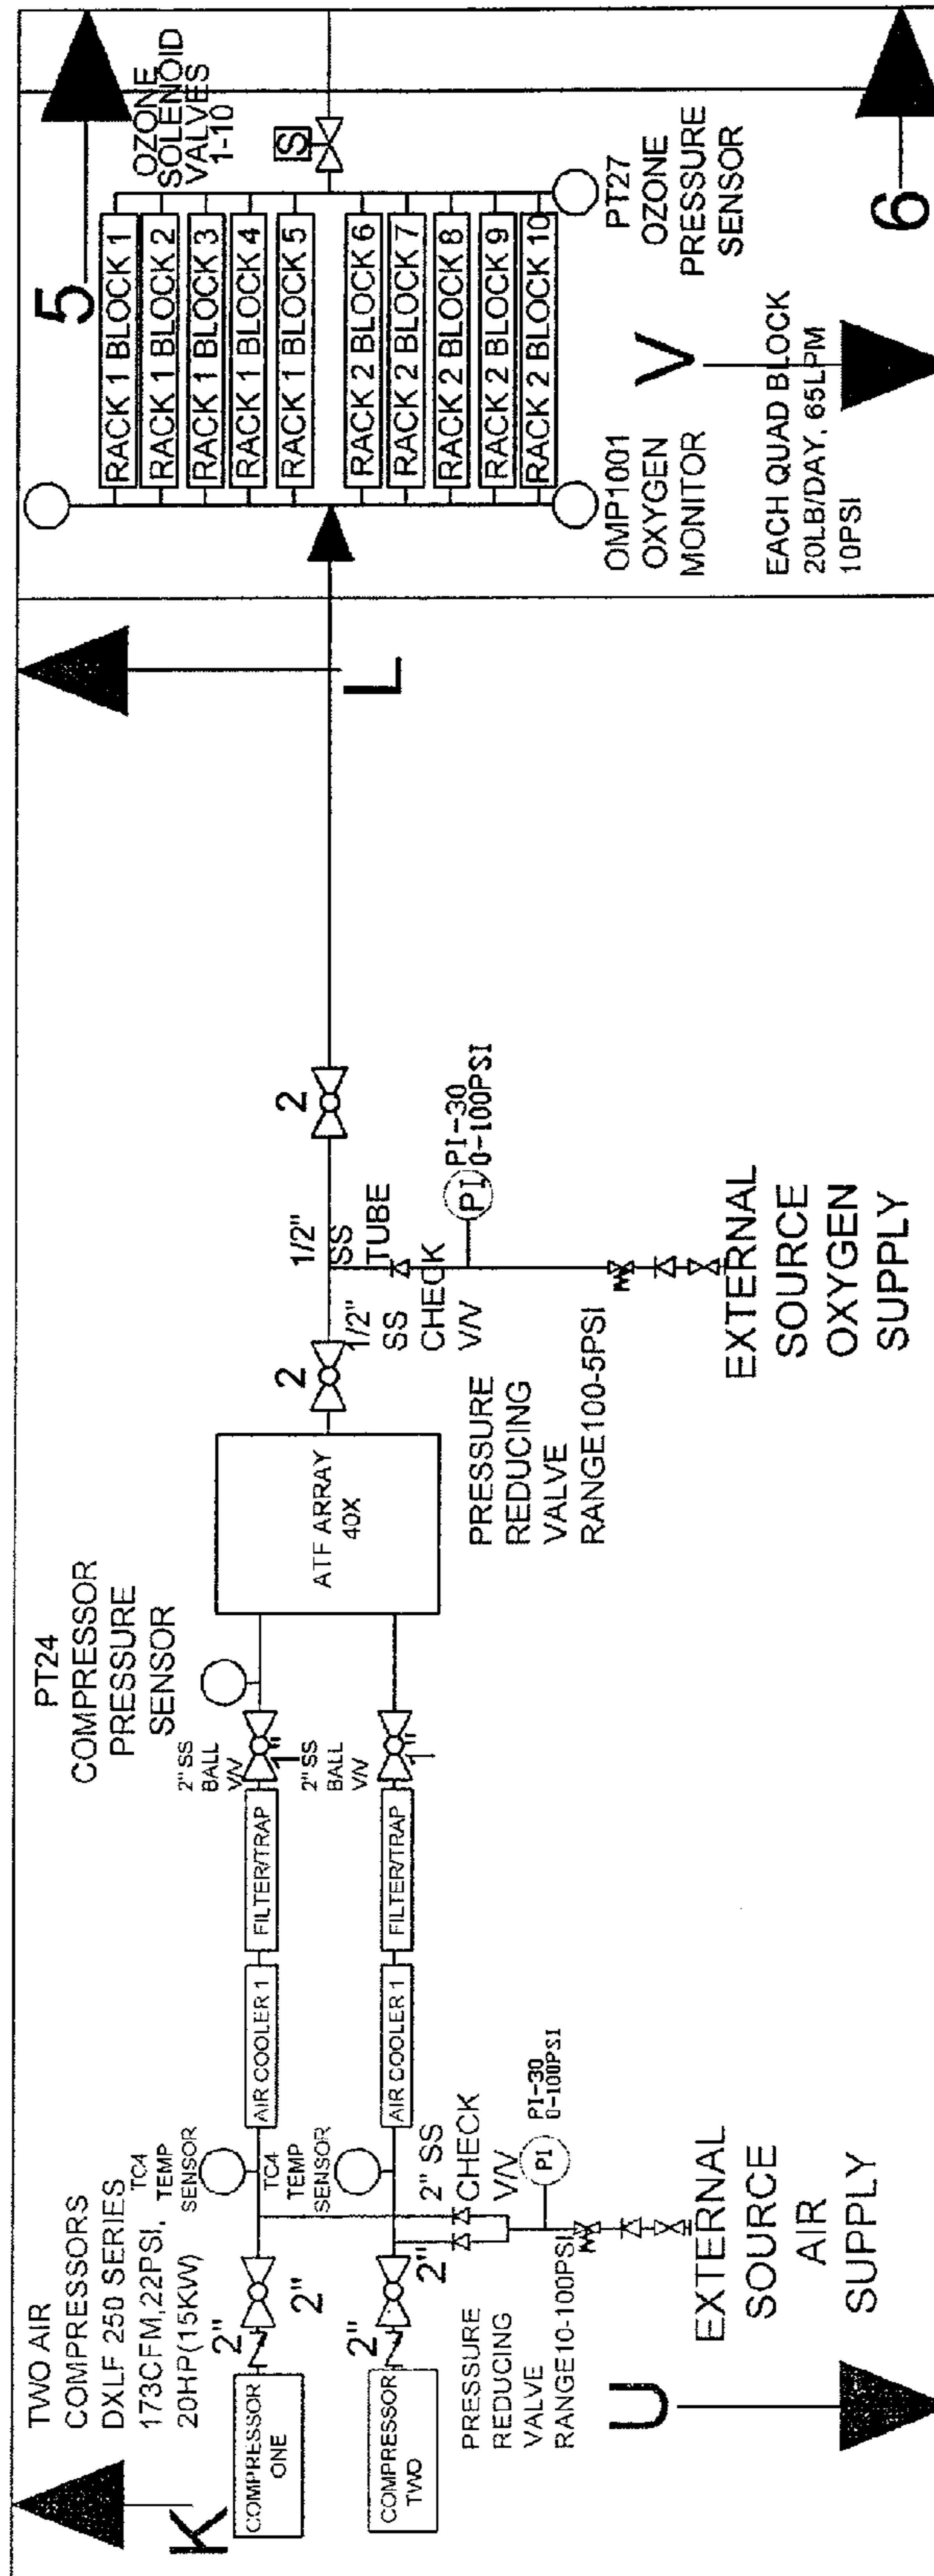 TWO AIR
COMPRESSORS
DXLF 250 SERIES
173CFM,22PSI,
20HP(15KW)
K
COMPRESSOR
ONE
COMPRESSOR
TWO
2"
2"
2"
2"
TC4
TEMP
SENSOR
TC4
TEMP
SENSOR
AIR COOLER 1
AIR COOLER 1
FILTER/TRAP
FILTER/TRAP
2" SS
CHECK
V/V
PI
PI-30
0-100PSI
PRESSURE
REDUCING
VALVE
RANGE10-100PSI
U
EXTERNAL
SOURCE
AIR
SUPPLY
PT24
COMPRESSOR
PRESSURE
SENSOR
2" SS
BALL
V/V
2" SS
BALL
V/V
ATF ARRAY
40X
2
2
1/2"
SS
TUBE
1/2"
SS
CHECK
V/V
PI
PI-30
0-100PSI
PRESSURE
REDUCING
VALVE
RANGE100-5PSI
EXTERNAL
SOURCE
OXYGEN
SUPPLY
L
5
OZONE
SOLENOID
VALVES
1-10
S
RACK 1 BLOCK 1
RACK 1 BLOCK 2
RACK 1 BLOCK 3
RACK 1 BLOCK 4
RACK 1 BLOCK 5
RACK 2 BLOCK 6
RACK 2 BLOCK 7
RACK 2 BLOCK 8
RACK 2 BLOCK 9
RACK 2 BLOCK 10
OMP1001
OXYGEN
MONITOR
PT27
OZONE
PRESSURE
SENSOR
V
EACH QUAD BLOCK
20LB/DAY, 65LPM
10PSI
6